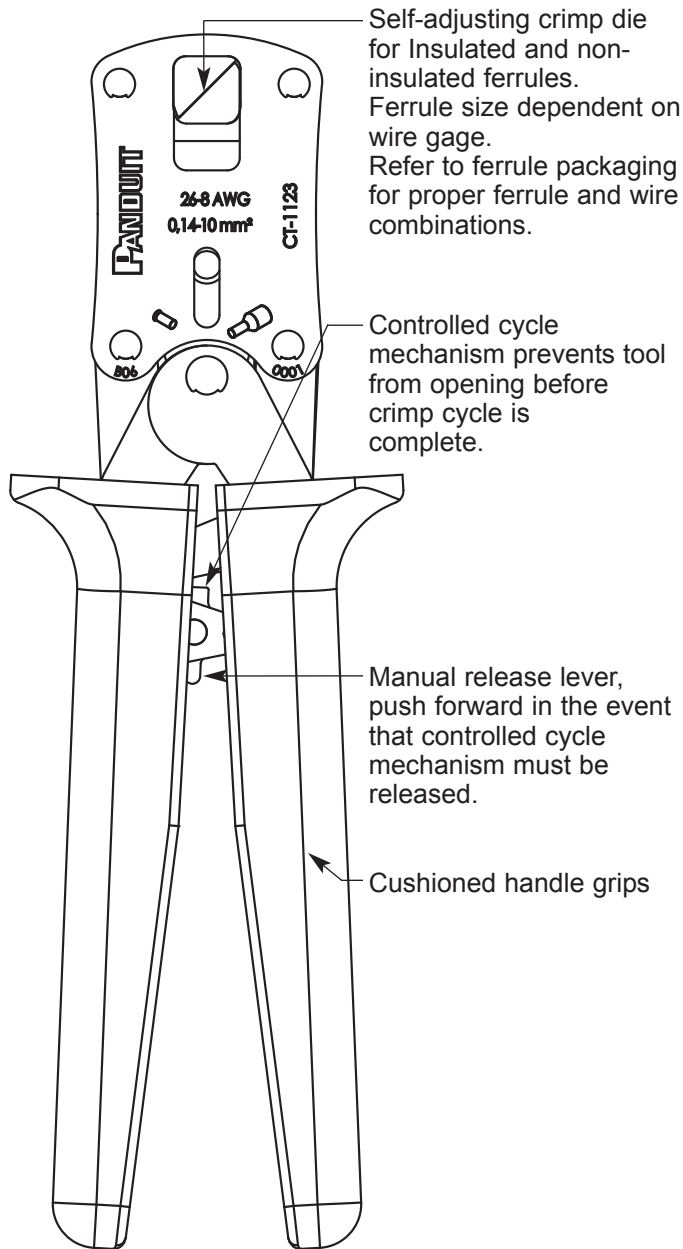 Self-adjusting crimp die
for Insulated and non-
insulated ferrules.
Ferrule size dependent on
wire gage.
Refer to ferrule packaging
for proper ferrule and wire
combinations.
PANDUIT
26-8 AWG
0,14-10 mm²
CT-1123
B06
0001
Controlled cycle
mechanism prevents tool
from opening before
crimp cycle is
complete.
Manual release lever,
push forward in the event
that controlled cycle
mechanism must be
released.
Cushioned handle grips